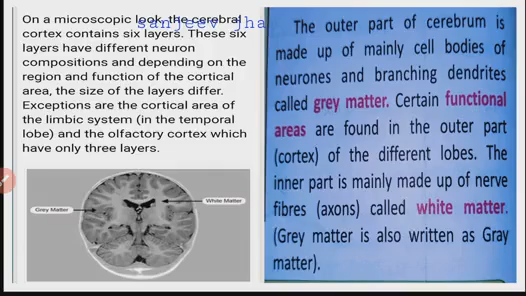 sanjeev jha
On a microscopic look, the cerebral
cortex contains six layers. These six
layers have different neuron
compositions and depending on the
region and function of the cortical
area, the size of the layers differ.
Exceptions are the cortical area of
the limbic system (in the temporal
lobe) and the olfactory cortex which
have only three layers.
Grey Matter
White Matter
The outer part of cerebrum is
made up of mainly cell bodies of
neurones and branching dendrites
called grey matter. Certain functional
areas are found in the outer part
(cortex) of the different lobes. The
inner part is mainly made up of nerve
fibres (axons) called white matter.
(Grey matter is also written as Gray
matter).